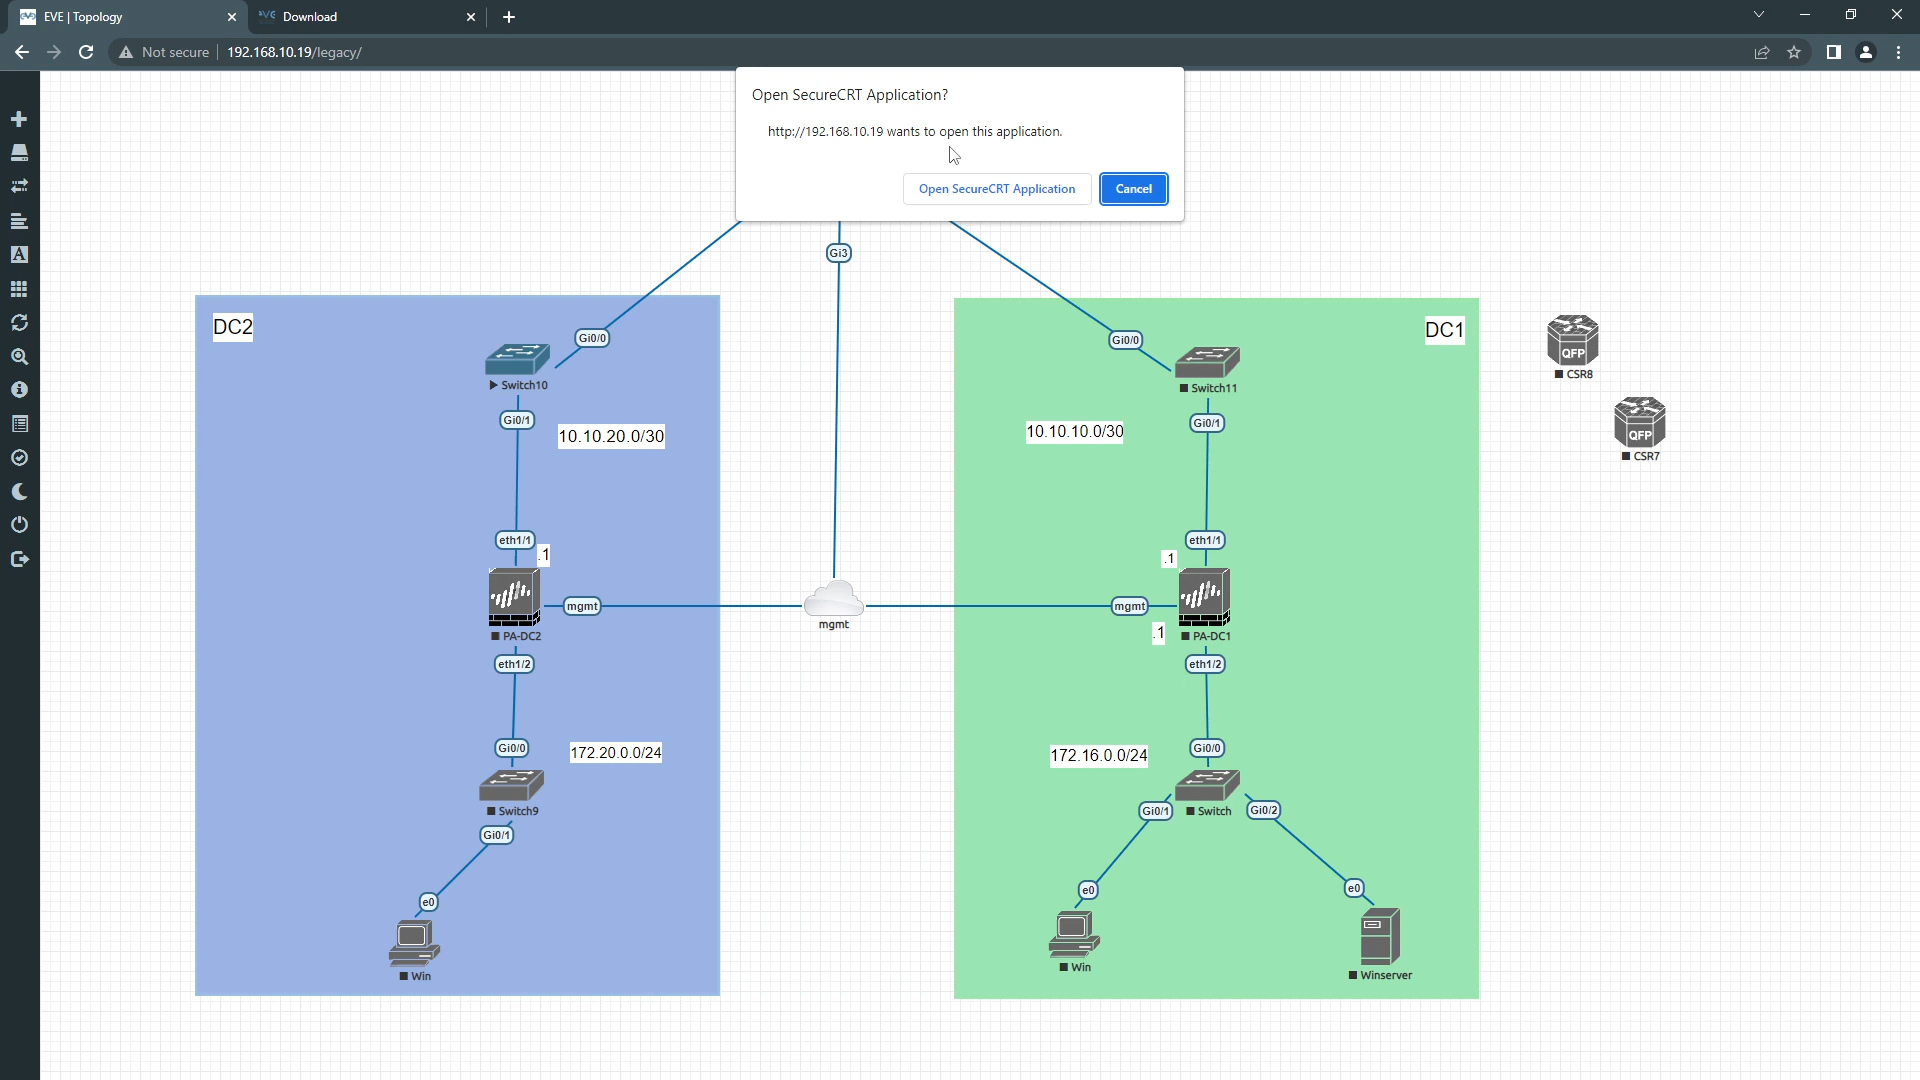 EVE | Topology
Download
Not secure
192.168.10.19/legacy/
Open SecureCRT Application?
http://192.168.10.19 wants to open this application.
Open SecureCRT Application
Cancel
Gi3
DC2
Gi0/0
Switch10
Gi0/1
10.10.20.0/30
eth1/1
.1
mgmt
PA-DC2
eth1/2
Gi0/0
172.20.0.0/24
Switch9
Gi0/1
e0
Win
mgmt
DC1
Gi0/0
Switch11
Gi0/1
10.10.10.0/30
eth1/1
.1
mgmt
.1
PA-DC1
eth1/2
Gi0/0
172.16.0.0/24
Gi0/1
Switch
Gi0/2
e0
e0
Win
Winserver
QFP
CSR8
QFP
CSR7